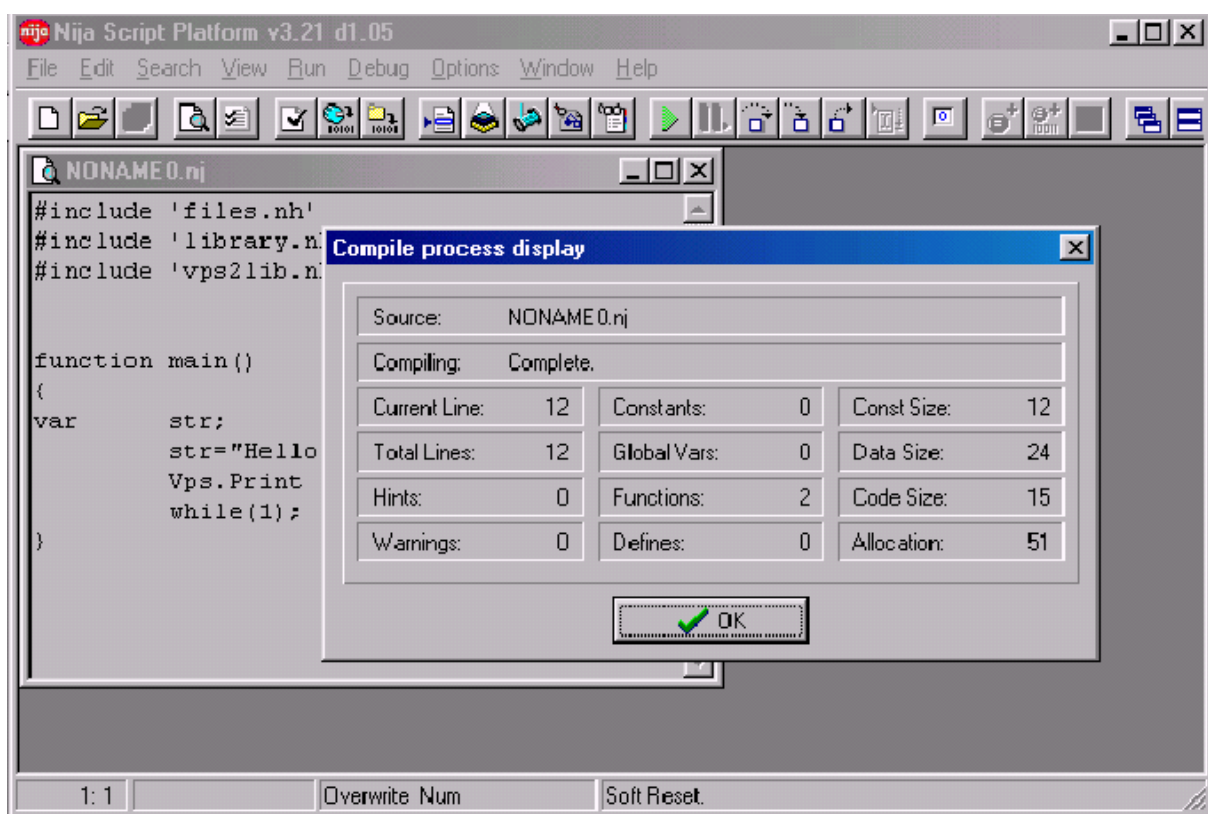 nija Nija Script Platform v3.21 d1.05
File Edit Search View Run Debug Options Window Help
NONAME0.nj
#include 'files.nh'
#include 'library.n
#include 'vps2lib.n
function main()
{
var str;
str="Hello
Vps.Print
while(1);
}
Compile process display
Source: NONAME0.nj
Compiling: Complete.
Current Line: 12 Constants: 0 Const Size: 12
Total Lines: 12 Global Vars: 0 Data Size: 24
Hints: 0 Functions: 2 Code Size: 15
Warnings: 0 Defines: 0 Allocation: 51
OK
1: 1 Overwrite Num Soft Reset.